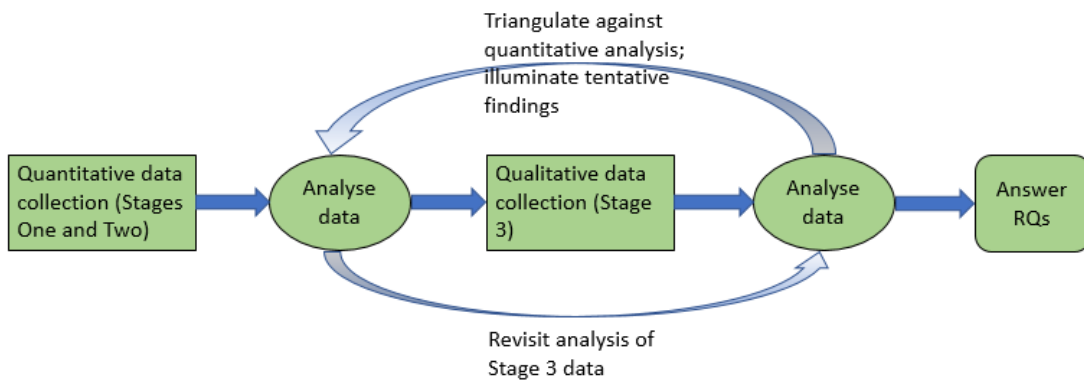 Triangulate against
quantitative analysis;
illuminate tentative
findings
Quantitative data
collection (Stages
One and Two)
Analyse
data
Qualitative data
collection (Stage
3)
Analyse
data
Answer
RQs
Revisit analysis of
Stage 3 data